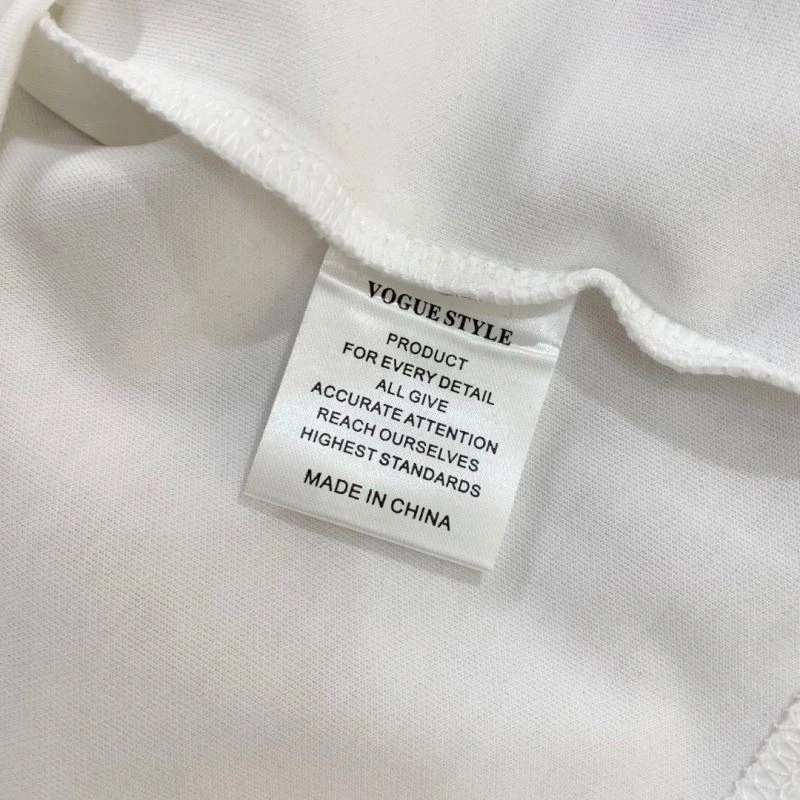 VOGUE STYLE
PRODUCT
FOR EVERY DETAIL
ALL GIVE
ACCURATE ATTENTION
REACH OURSELVES
HIGHEST STANDARDS
MADE IN CHINA